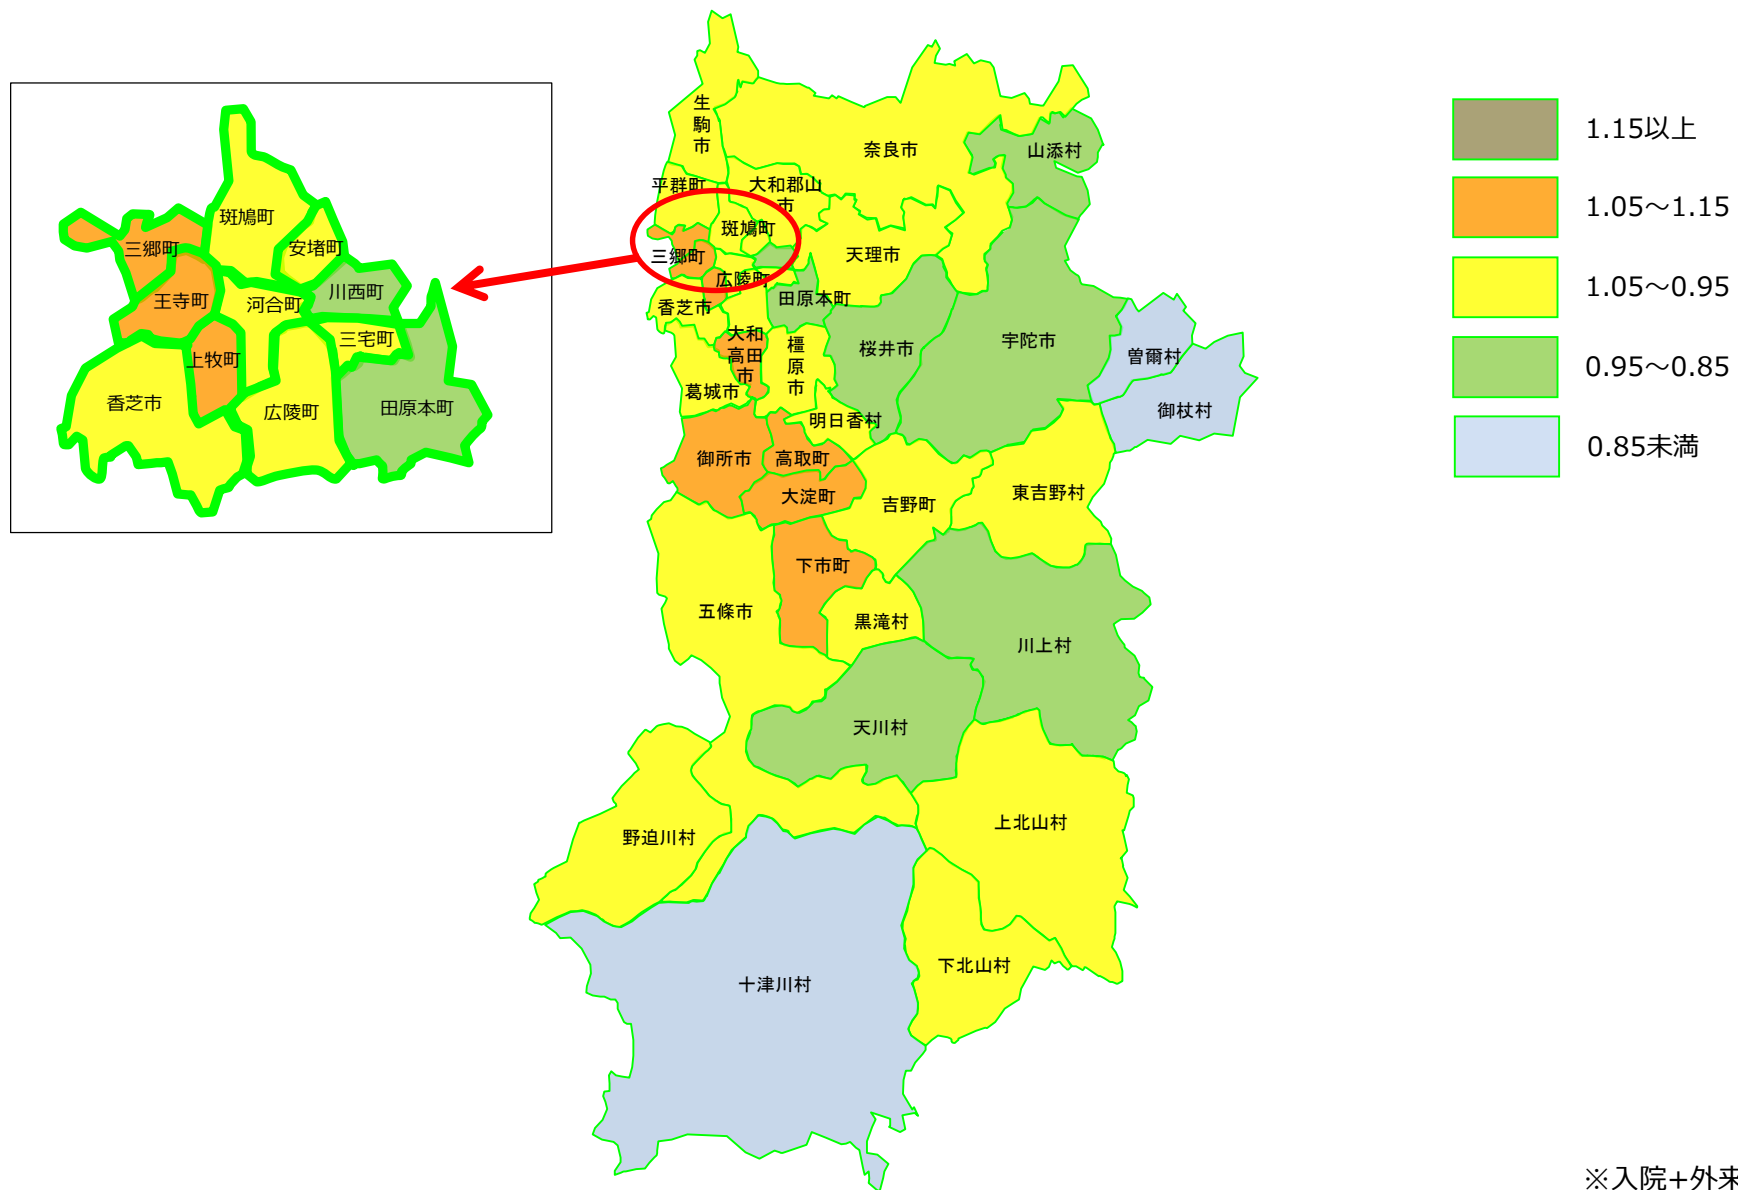 斑鳩町
安堵町
三郷町
王寺町
河合町
川西町
三宅町
上牧町
香芝市
広陵町
田原本町
生駒市
奈良市
山添村
平群町
大和郡山市
斑鳩町
三郷町
天理市
広陵町
香芝市
田原本町
大和高田市
橿原市
桜井市
宇陀市
曽爾村
御杖村
葛城市
明日香村
御所市
高取町
大淀町
吉野町
東吉野村
下市町
五條市
黒滝村
川上村
天川村
野迫川村
上北山村
下北山村
十津川村
1.15以上
1.05～1.15
1.05～0.95
0.95～0.85
0.85未満
※入院+外来